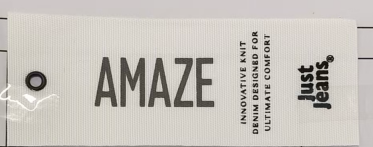 AMAZE
INNOVATIVE KNIT
DENIM DESIGNED FOR
ULTIMATE COMFORT
Just
Jeans®